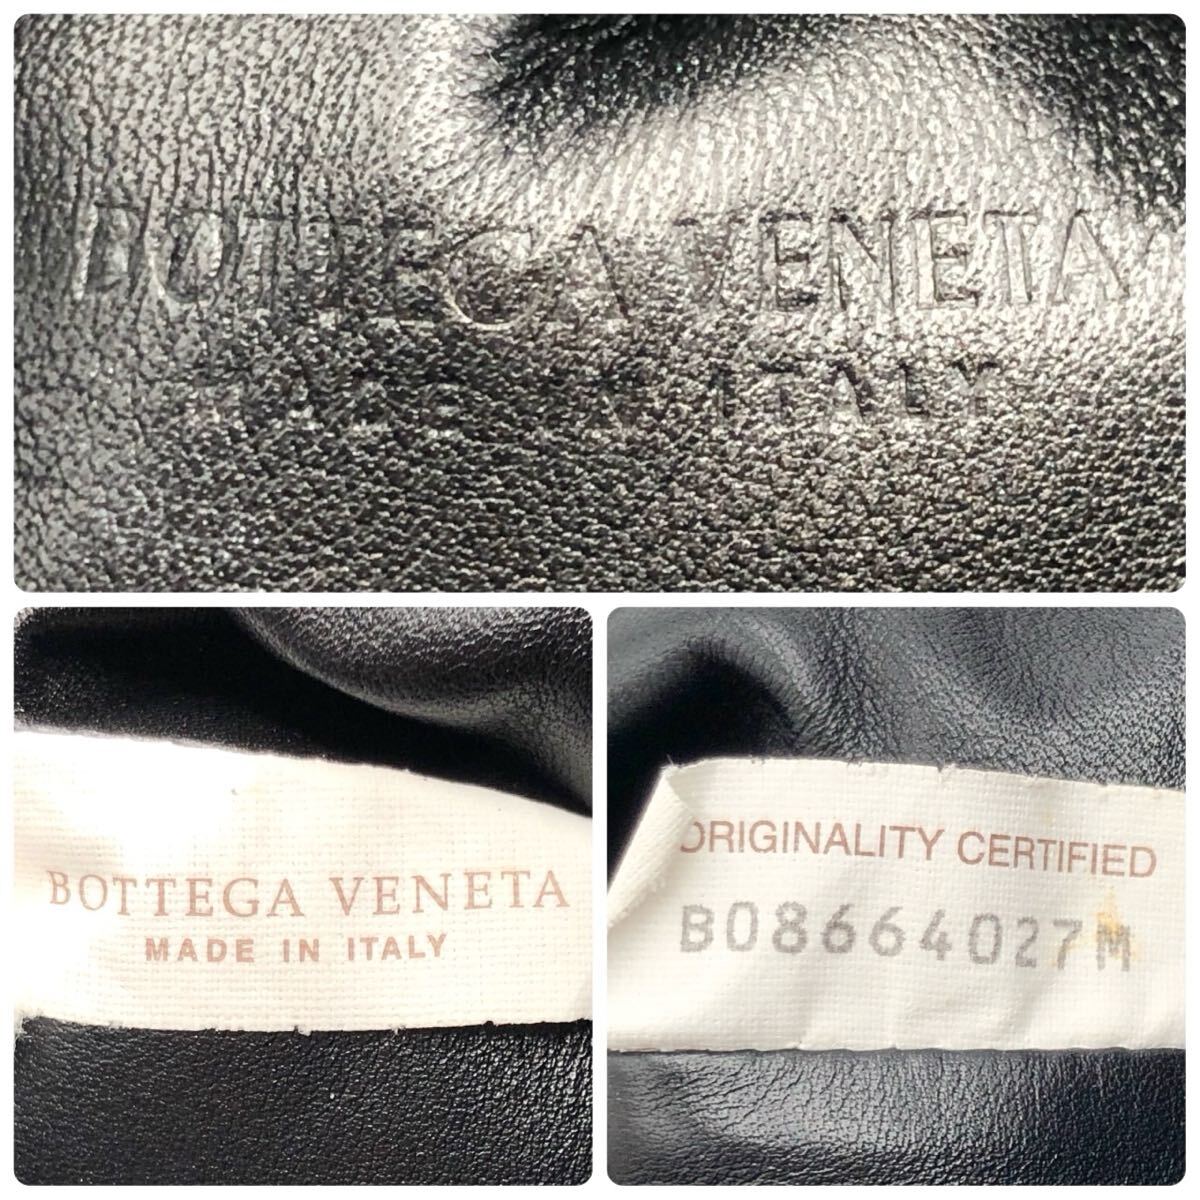 BOTTEGA VENETA
ITALY
BOTTEGA VENETA
MADE IN ITALY
ORIGINALITY CERTIFIED
B08664027M